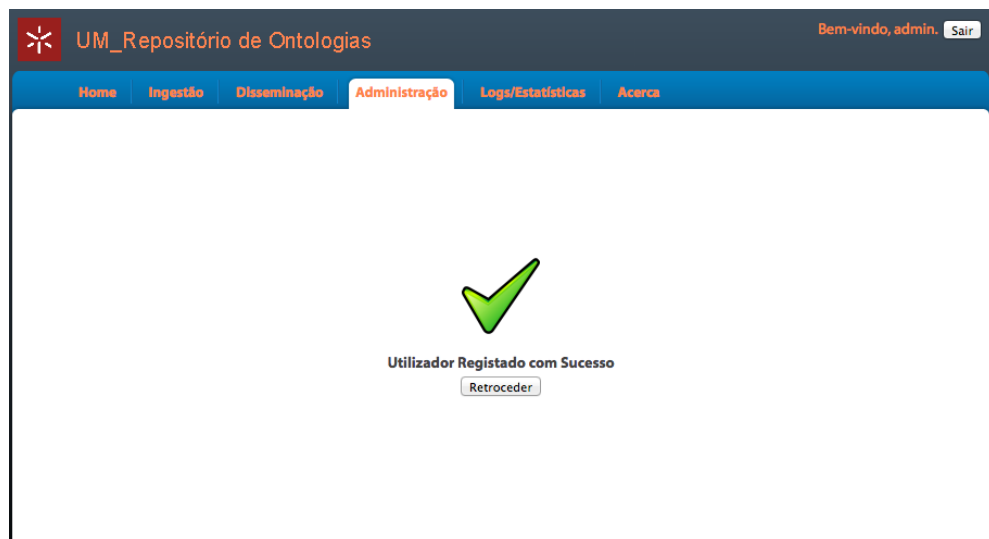 UM_Repositório de Ontologias
Bem-vindo, admin. Sair
Home Ingestão Disseminação Administração Logs/Estatísticas Acerca
Utilizador Registado com Sucesso
Retroceder